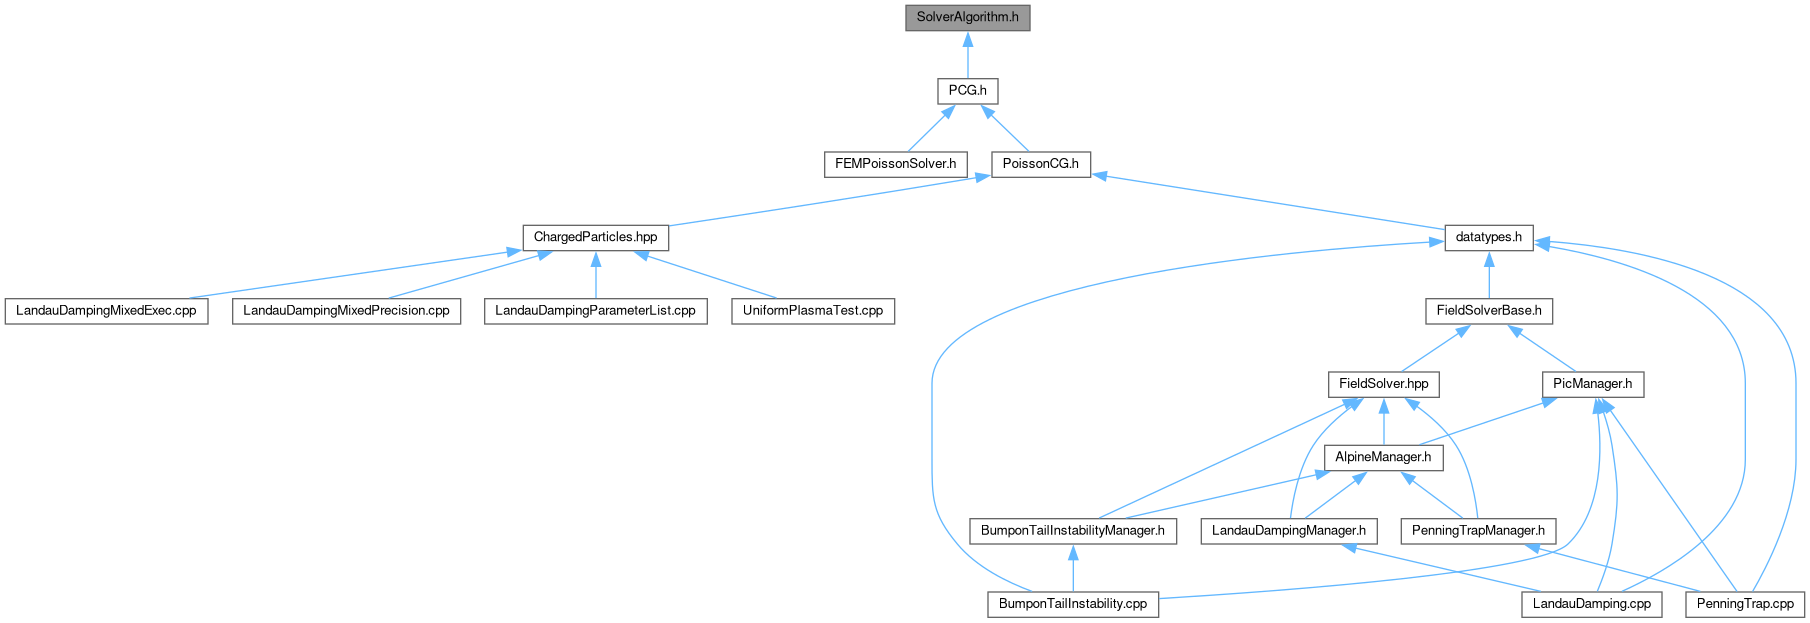 SolverAlgorithm.h
PCG.h
FEMPoissonSolver.h
PoissonCG.h
ChargedParticles.hpp
datatypes.h
LandauDampingMixedExec.cpp
LandauDampingMixedPrecision.cpp
LandauDampingParameterList.cpp
UniformPlasmaTest.cpp
FieldSolverBase.h
FieldSolver.hpp
PicManager.h
AlpineManager.h
BumponTailInstabilityManager.h
LandauDampingManager.h
PenningTrapManager.h
BumponTailInstability.cpp
LandauDamping.cpp
PenningTrap.cpp